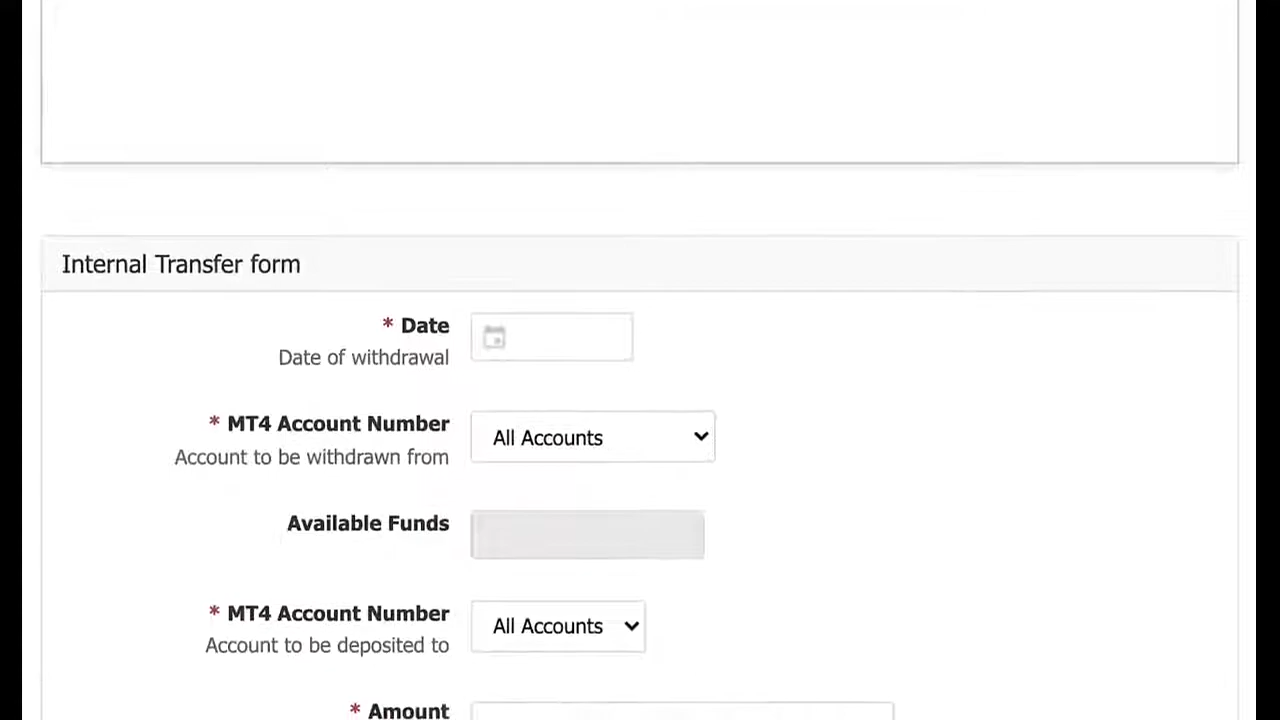 Internal Transfer form
* Date
Date of withdrawal
* MT4 Account Number
All Accounts
Account to be withdrawn from
Available Funds
* MT4 Account Number
All Accounts
Account to be deposited to
* Amount